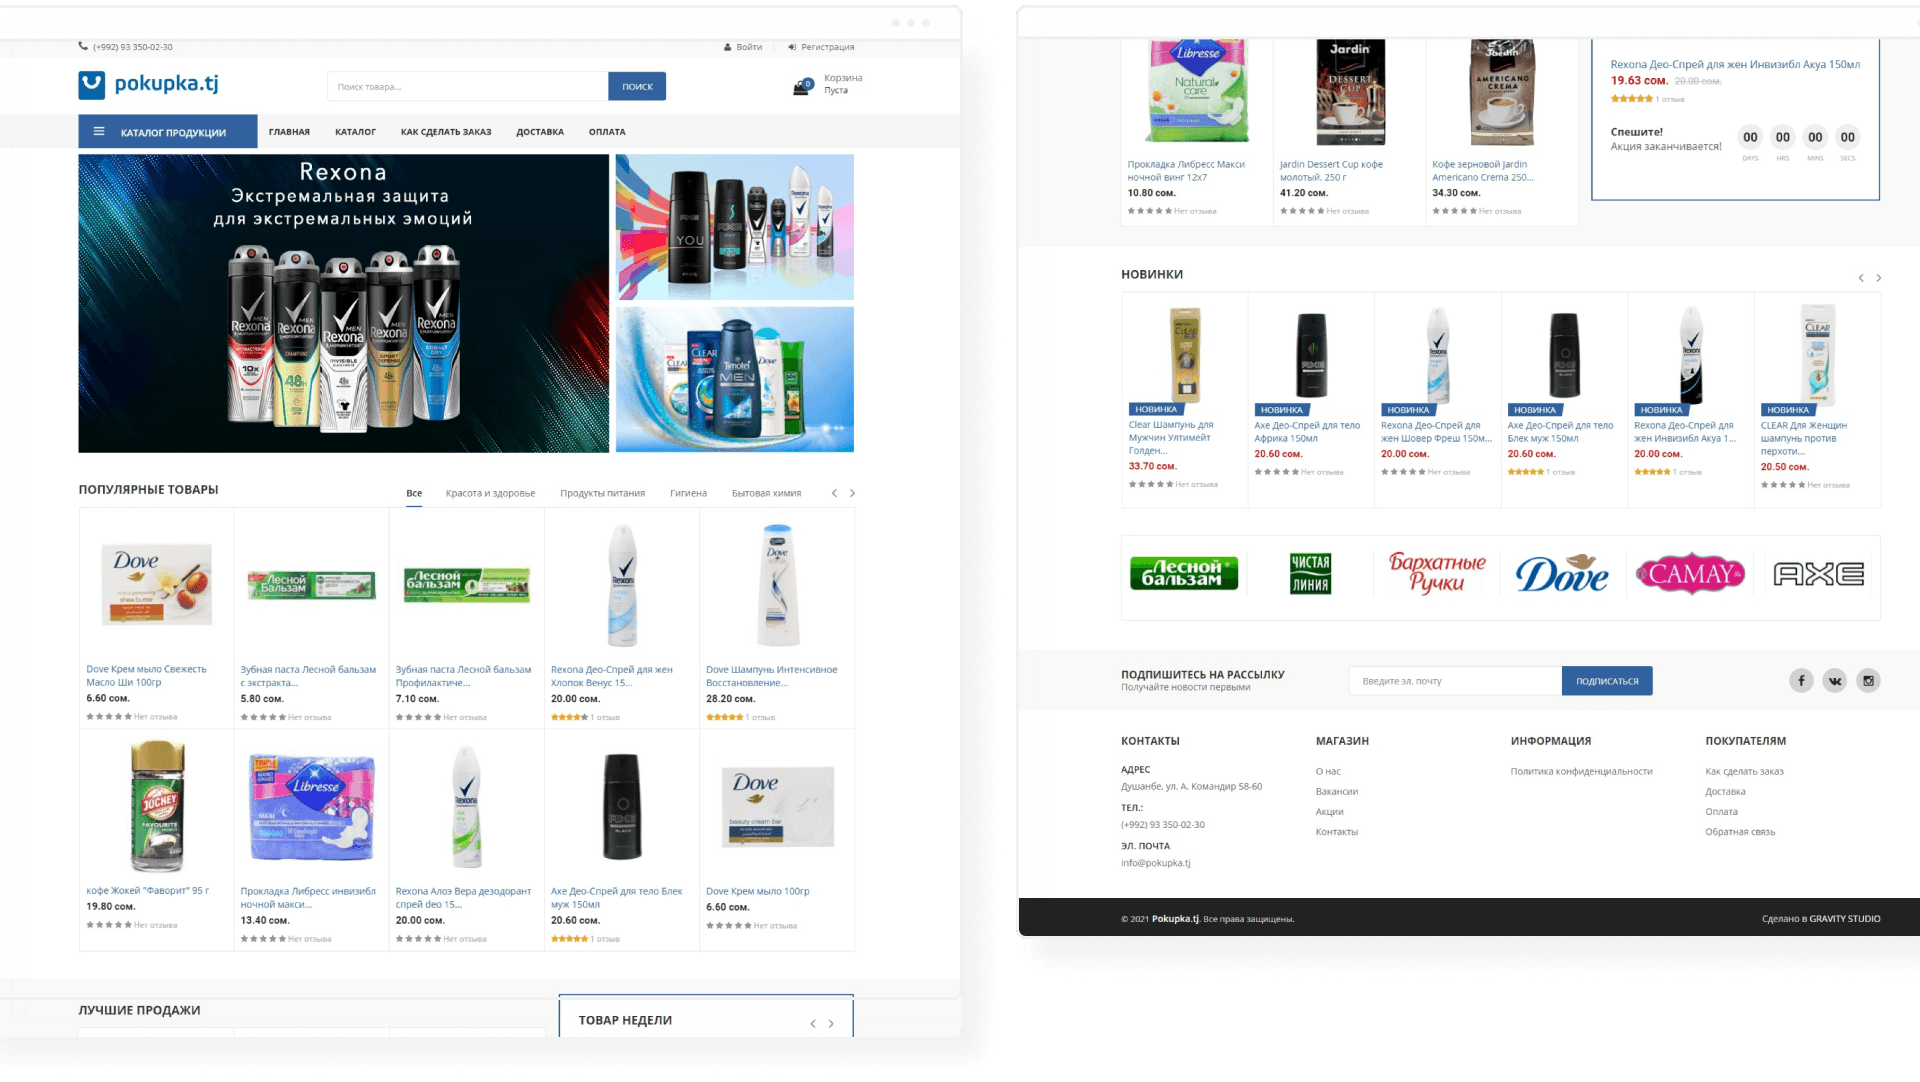 (+992) 93 350-02-30
Войти
Регистрация
pokupka.tj
Поиск товара...
ПОИСК
0
Корзина
Пуста
КАТАЛОГ ПРОДУКЦИИ
ГЛАВНАЯ
КАТАЛОГ
КАК СДЕЛАТЬ ЗАКАЗ
ДОСТАВКА
ОПЛАТА
Rexona
Экстремальная защита
для экстремальных эмоций
ПОПУЛЯРНЫЕ ТОВАРЫ
Все
Красота и здоровье
Продукты питания
Гигиена
Бытовая химия
Dove Крем мыло Свежесть
Масло Ши 100гр
6.60 сом.
Нет отзыва
Зубная паста Лесной бальзам
с экстракта...
5.80 сом.
Нет отзыва
Зубная паста Лесной бальзам
Профилактиче...
7.10 сом.
Нет отзыва
Rexona Део-Спрей для жен
Хлопок Венус 15...
20.00 сом.
1 отзыв
Dove Шампунь Интенсивное
Восстановление...
28.20 сом.
1 отзыв
кофе Жокей "Фаворит" 95 г
19.80 сом.
Нет отзыва
Прокладка Либресс инвизибл
ночной макси...
13.40 сом.
Нет отзыва
Rexona Алоэ Вера дезодорант
спрей deo 15...
20.00 сом.
Нет отзыва
Axe Део-Спрей для тело Блек
муж 150мл
20.60 сом.
1 отзыв
Dove Крем мыло 100гр
6.60 сом.
Нет отзыва
ЛУЧШИЕ ПРОДАЖИ
ТОВАР НЕДЕЛИ
Прокладка Либресс Макси
ночной винг 12x7
10.80 сом.
Нет отзыва
Jardin Dessert Cup кофе
молотый, 250 г
41.20 сом.
Нет отзыва
Кофе зерновой Jardin
Americano Crema 250...
34.30 сом.
Нет отзыва
Rexona Део-Спрей для жен Инвизибл Акуа 150мл
19.63 сом. 20.00 сом.
1 отзыв
Спешите!
Акция заканчивается!
00 00 00 00
DAYS HRS MINS SECS
НОВИНКИ
НОВИНКА
Clear Шампунь для
Мужчин Ултимейт
Голден...
33.70 сом.
Нет отзыва
НОВИНКА
Axe Део-Спрей для тело
Африка 150мл
20.60 сом.
Нет отзыва
НОВИНКА
Rexona Део-Спрей для
жен Шовер Фреш 150м...
20.00 сом.
Нет отзыва
НОВИНКА
Axe Део-Спрей для тело
Блек муж 150мл
20.60 сом.
1 отзыв
НОВИНКА
Rexona Део-Спрей для
жен Инвизибл Акуа 1...
20.00 сом.
1 отзыв
НОВИНКА
CLEAR Для Женщин
шампунь против
перхоти...
20.50 сом.
Нет отзыва
Лесной
бальзам
ЧИСТАЯ
ЛИНИЯ
Бархатные
Ручки
Dove
CAMAY
AXE
ПОДПИШИТЕСЬ НА РАССЫЛКУ
Получайте новости первыми
Введите эл. почту
ПОДПИСАТЬСЯ
КОНТАКТЫ
АДРЕС
Душанбе, ул. А. Командир 58-60
ТЕЛ.:
(+992) 93 350-02-30
ЭЛ. ПОЧТА
info@pokupka.tj
МАГАЗИН
О нас
Вакансии
Акции
Контакты
ИНФОРМАЦИЯ
Политика конфиденциальности
ПОКУПАТЕЛЯМ
Как сделать заказ
Доставка
Оплата
Обратная связь
© 2021 Pokupka.tj. Все права защищены.
Сделано в GRAVITY STUDIO